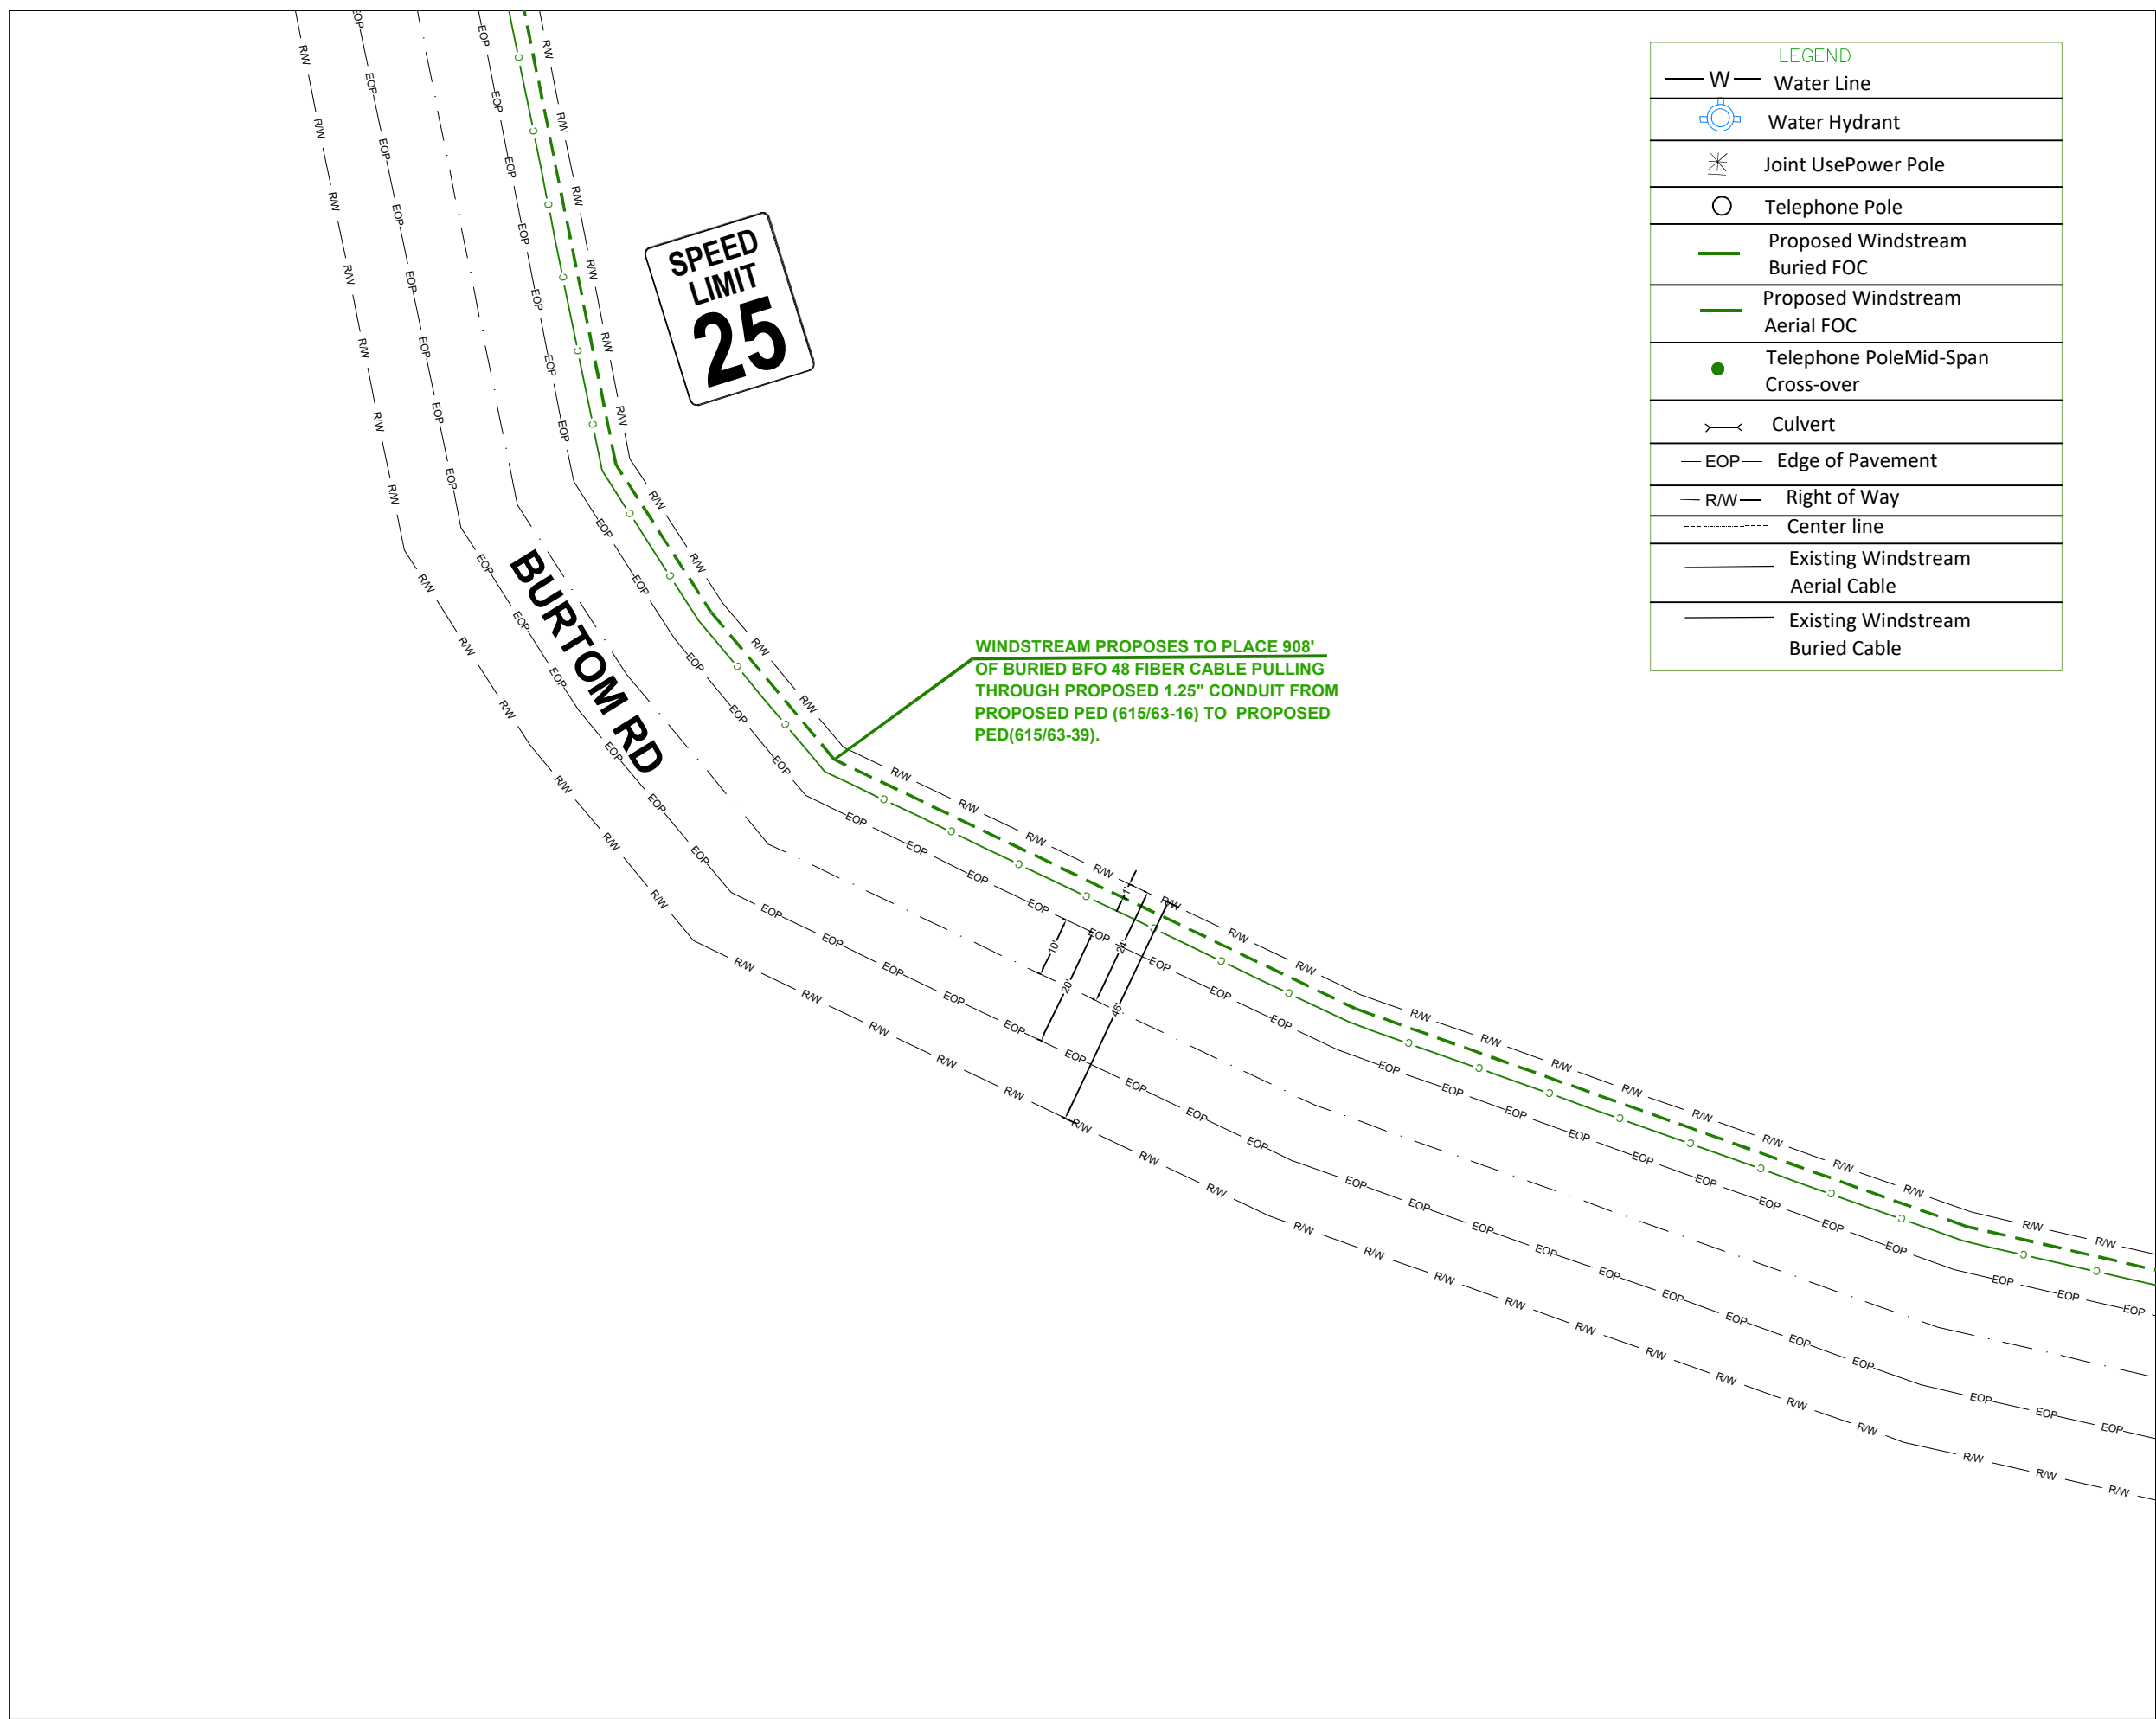 LEGEND
W Water Line
Water Hydrant
Joint UsePower Pole
Telephone Pole
Proposed Windstream
Buried FOC
Proposed Windstream
Aerial FOC
Telephone PoleMid-Span
Cross-over
Culvert
EOP Edge of Pavement
R/W Right of Way
Center line
Existing Windstream
Aerial Cable
Existing Windstream
Buried Cable
SPEED
LIMIT
25
BURTOM RD
WINDSTREAM PROPOSES TO PLACE 908'
OF BURIED BFO 48 FIBER CABLE PULLING
THROUGH PROPOSED 1.25" CONDUIT FROM
PROPOSED PED (615/63-16) TO PROPOSED
PED(615/63-39).
R/W
EOP
C
1'
10'
20'
24'
46'